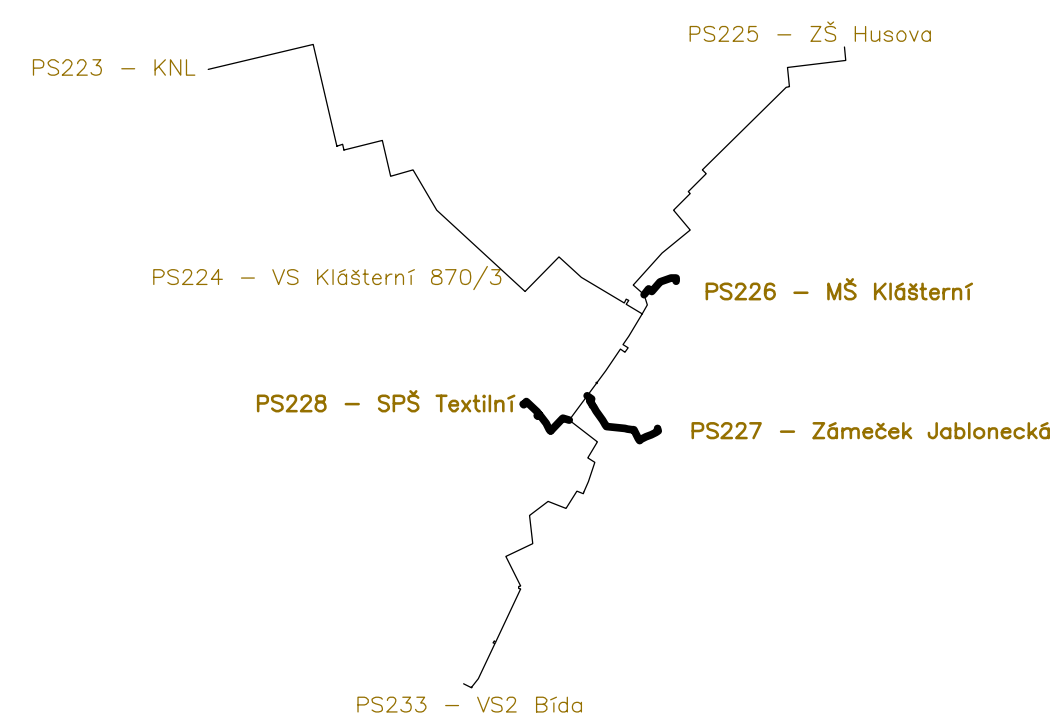 PS225 – ZŠ Husova
PS223 – KNL
PS224 – VS Klášterní 870/3
PS226 – MŠ Klášterní
PS228 – SPŠ Textilní
PS227 – Zámeček Jablonecká
PS233 – VS2 Bída